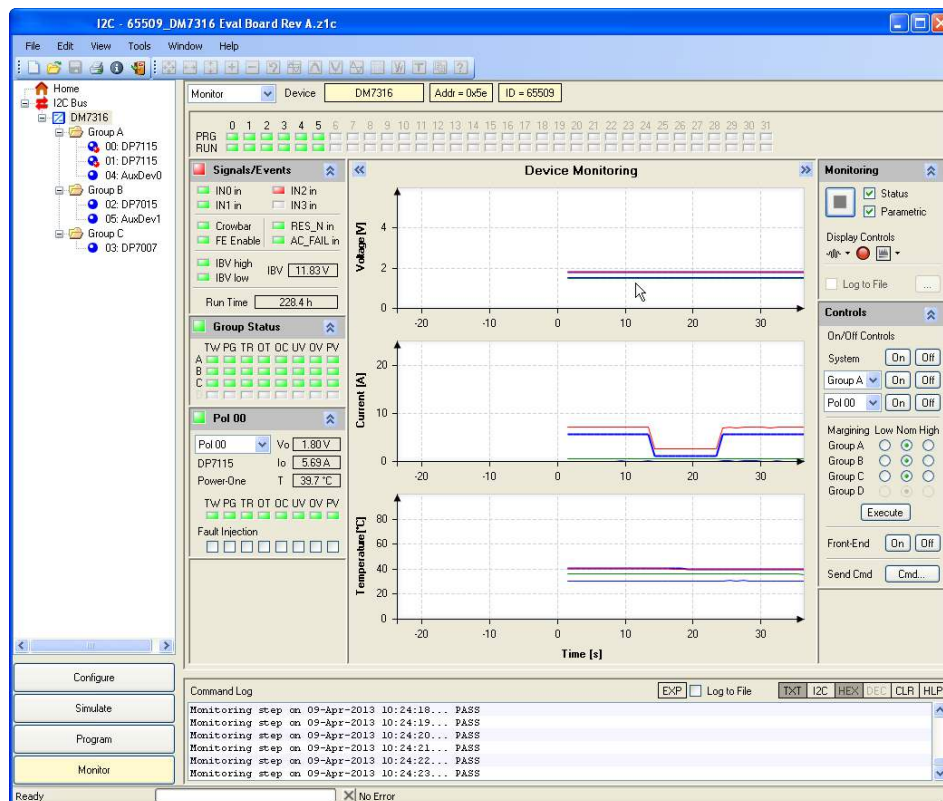 I2C - 65509_DM7316 Eval Board Rev A.z1c
File Edit View Tools Window Help
Home
I2C Bus
DM7316
Group A
00: DP7115
01: DP7115
04: AuxDev0
Group B
02: DP7015
05: AuxDev1
Group C
03: DP7007
Configure
Simulate
Program
Monitor
Monitor Device DM7316 Addr = 0x5e ID = 65509
0 1 2 3 4 5 6 7 8 9 10 11 12 13 14 15 16 17 18 19 20 21 22 23 24 25 26 27 28 29 30 31
PRG
RUN
Signals/Events
IN0 in IN2 in
IN1 in IN3 in
Crowbar RES_N in
FE Enable AC_FAIL in
IBV high
IBV low
IBV 11.83 V
Run Time 228.4 h
Group Status
TW PG TR OT OC UV OV PV
A
B
C
D
Pol 00
Pol 00 Vo 1.80 V
DP7115 Io 5.69 A
Power-One T 39.7 °C
TW PG TR OT OC UV OV PV
Fault Injection
Device Monitoring
Voltage [V]
4
2
0
-20 -10 0 10 20 30
Current [A]
20
10
0
-20 -10 0 10 20 30
Temperature [°C]
80
60
40
20
0
-20 -10 0 10 20 30
Time [s]
Monitoring
Status
Parametric
Display Controls
Log to File ...
Controls
On/Off Controls
System On Off
Group A On Off
Pol 00 On Off
Margining Low Nom High
Group A
Group B
Group C
Group D
Execute
Front-End On Off
Send Cmd Cmd...
Command Log EXP Log to File TXT I2C HEX DEC CLR HLP
Monitoring step on 09-Apr-2013 10:24:18... PASS
Monitoring step on 09-Apr-2013 10:24:19... PASS
Monitoring step on 09-Apr-2013 10:24:20... PASS
Monitoring step on 09-Apr-2013 10:24:21... PASS
Monitoring step on 09-Apr-2013 10:24:22... PASS
Monitoring step on 09-Apr-2013 10:24:23... PASS
Ready No Error